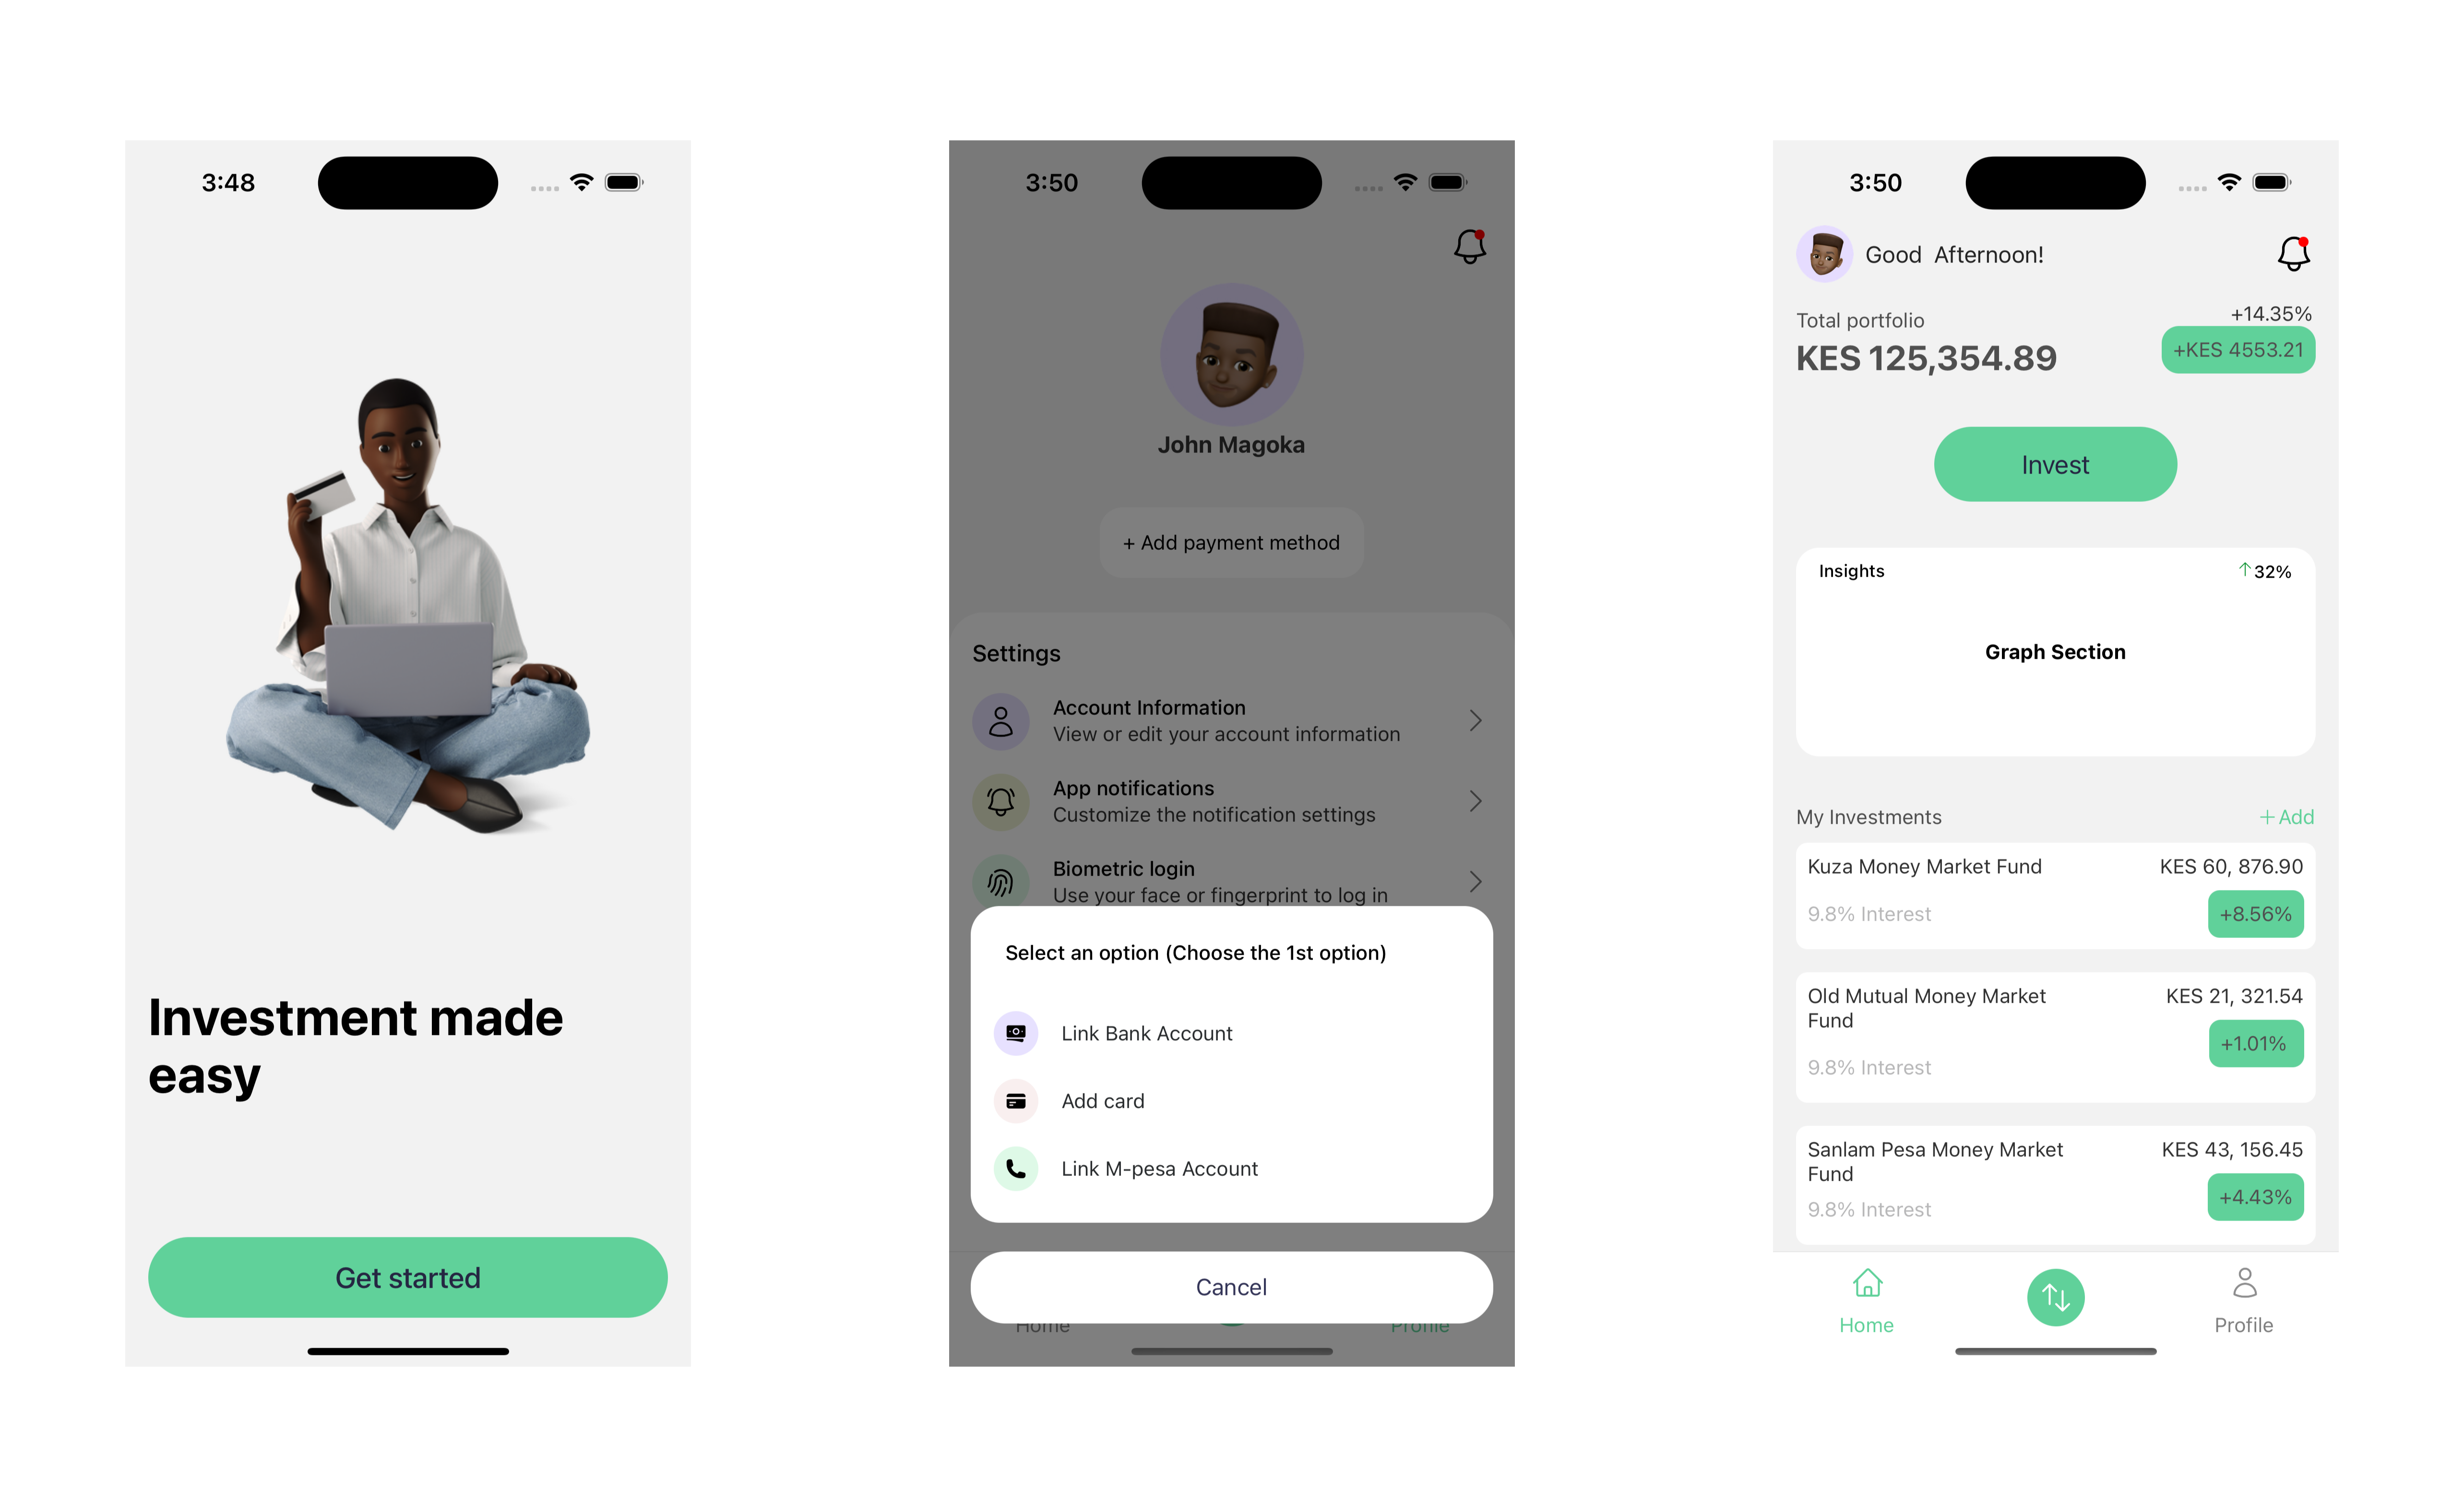 3:48
Investment made
easy
Get started
3:50
John Magoka
+ Add payment method
Settings
Account Information
View or edit your account information
App notifications
Customize the notification settings
Biometric login
Use your face or fingerprint to log in
Select an option (Choose the 1st option)
Link Bank Account
Add card
Link M-pesa Account
Cancel
Home
Profile
3:50
Good Afternoon!
+14.35%
Total portfolio
KES 125,354.89
+KES 4553.21
Invest
Insights
32%
Graph Section
My Investments
+ Add
Kuza Money Market Fund
KES 60, 876.90
9.8% Interest
+8.56%
Old Mutual Money Market
Fund
KES 21, 321.54
9.8% Interest
+1.01%
Sanlam Pesa Money Market
Fund
KES 43, 156.45
9.8% Interest
+4.43%
Home
Profile